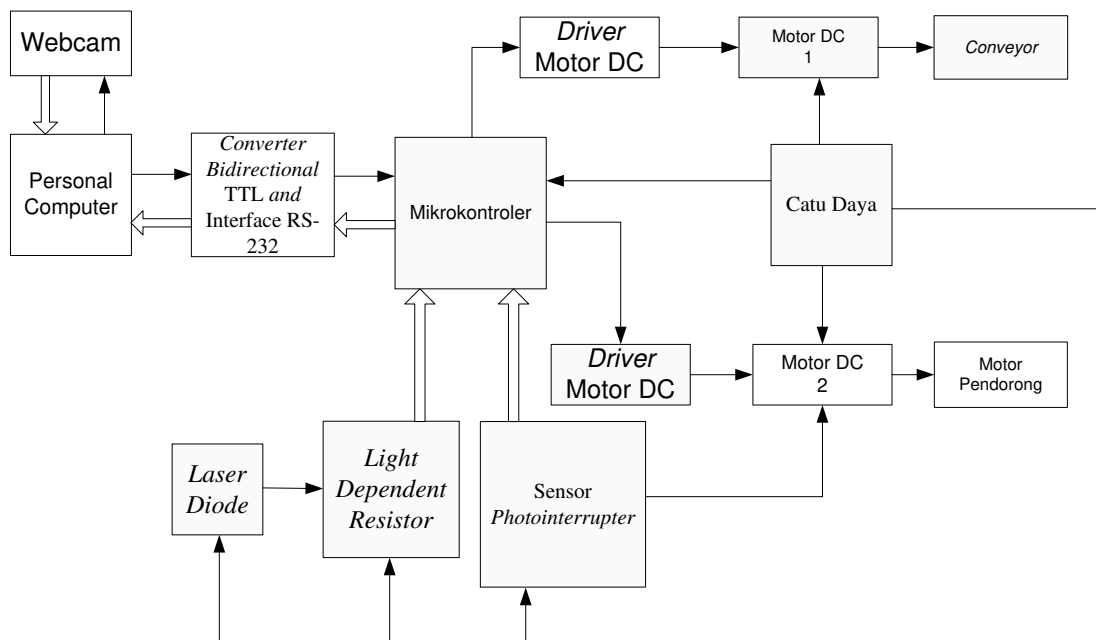 Webcam
Driver
Motor DC
Motor DC
1
Conveyor
Personal
Computer
Converter
Bidirectional
TTL and
Interface RS-
232
Mikrokontroler
Catu Daya
Driver
Motor DC
Motor DC
2
Motor
Pendorong
Laser
Diode
Light
Dependent
Resistor
Sensor
Photointerrupter